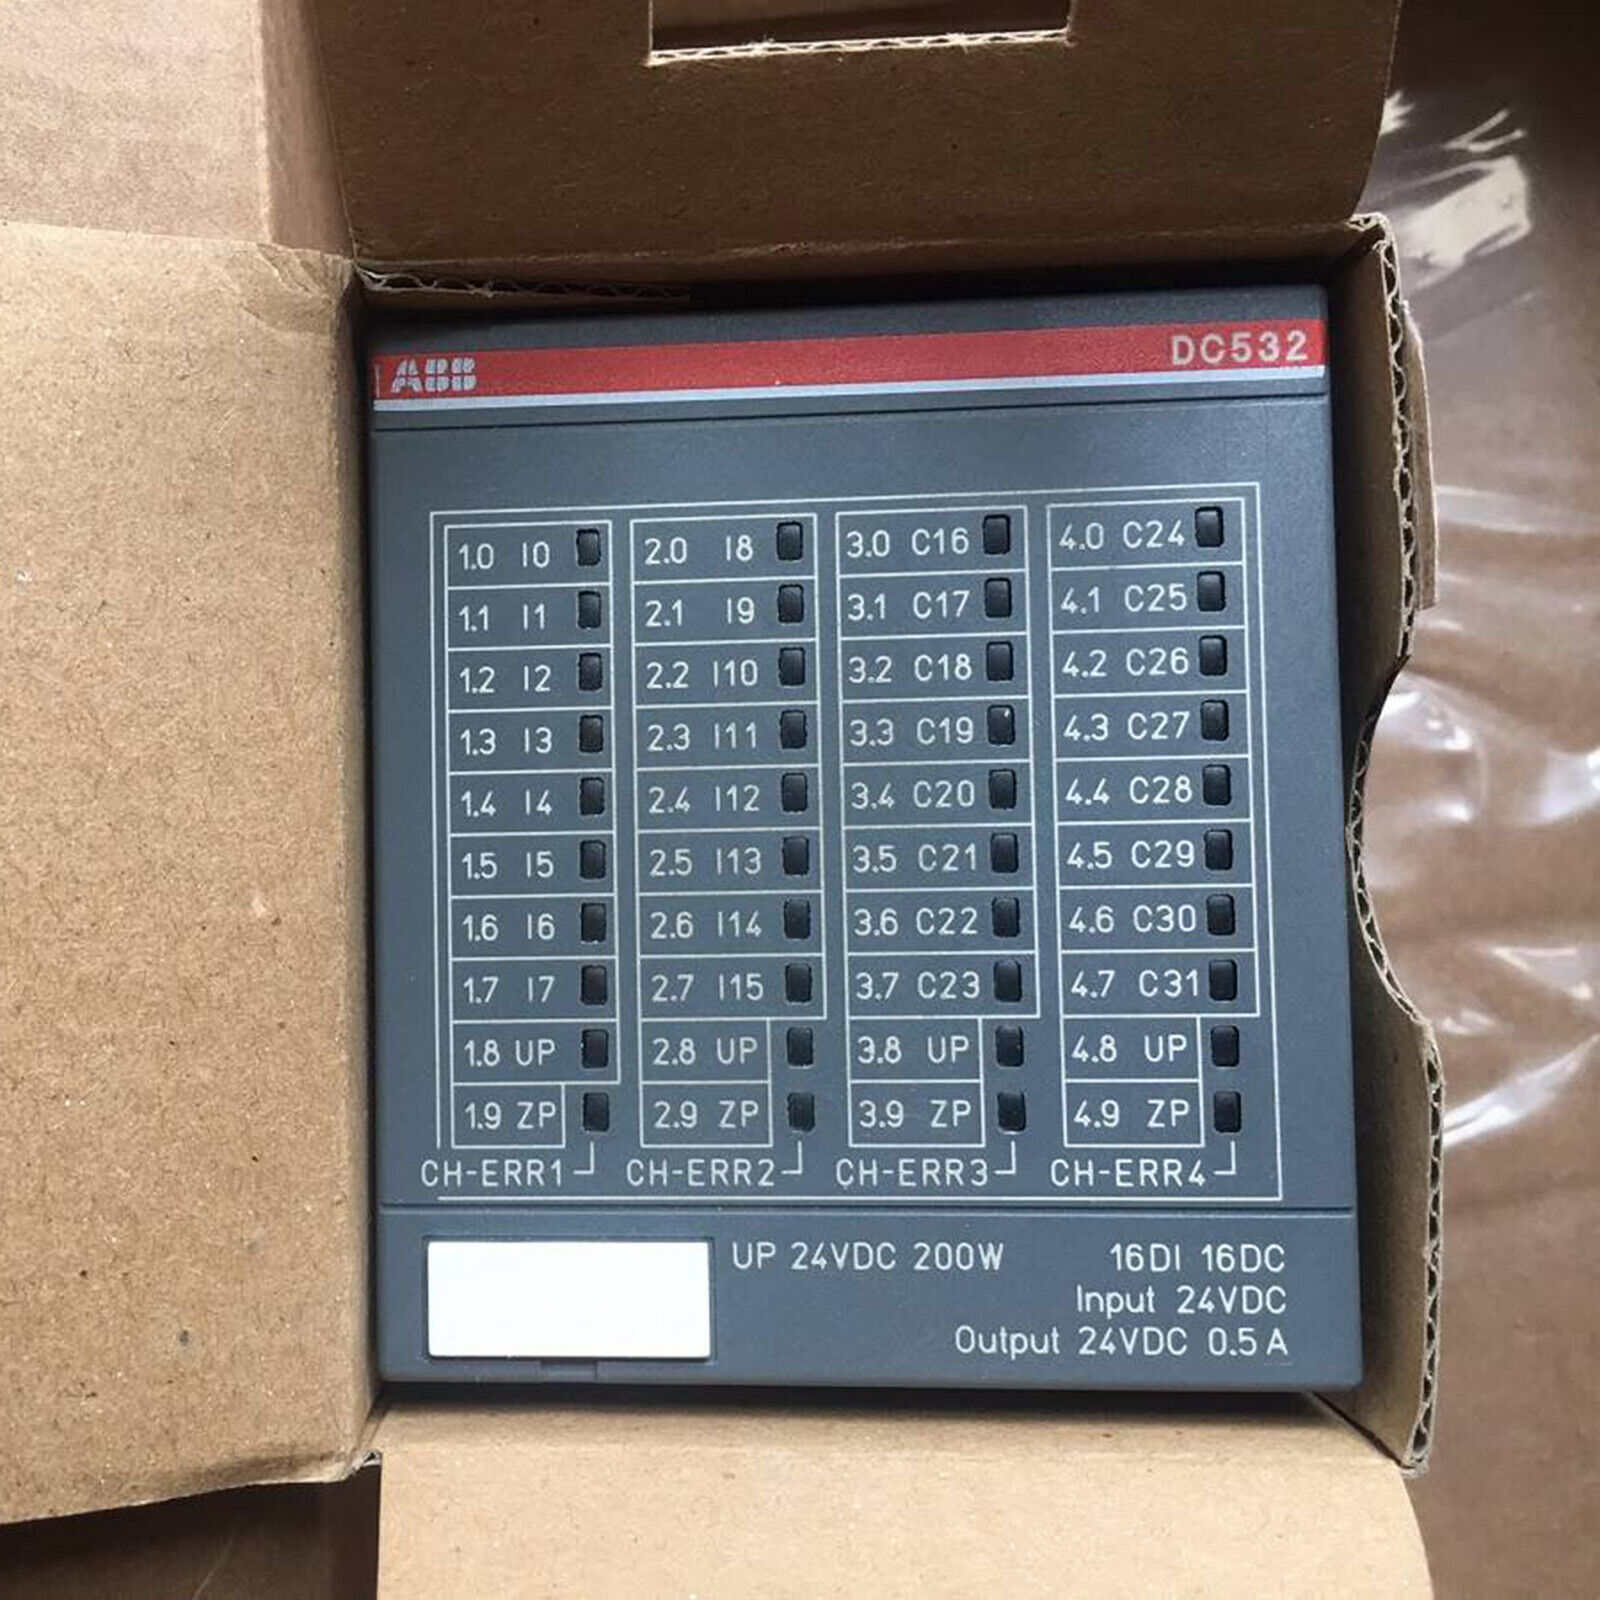 ABB DC532
1.0 I0 2.0 I8 3.0 C16 4.0 C24
1.1 I1 2.1 I9 3.1 C17 4.1 C25
1.2 I2 2.2 I10 3.2 C18 4.2 C26
1.3 I3 2.3 I11 3.3 C19 4.3 C27
1.4 I4 2.4 I12 3.4 C20 4.4 C28
1.5 I5 2.5 I13 3.5 C21 4.5 C29
1.6 I6 2.6 I14 3.6 C22 4.6 C30
1.7 I7 2.7 I15 3.7 C23 4.7 C31
1.8 UP 2.8 UP 3.8 UP 4.8 UP
1.9 ZP 2.9 ZP 3.9 ZP 4.9 ZP
CH-ERR1 CH-ERR2 CH-ERR3 CH-ERR4
UP 24VDC 200W 16DI 16DC
Input 24VDC
Output 24VDC 0.5A